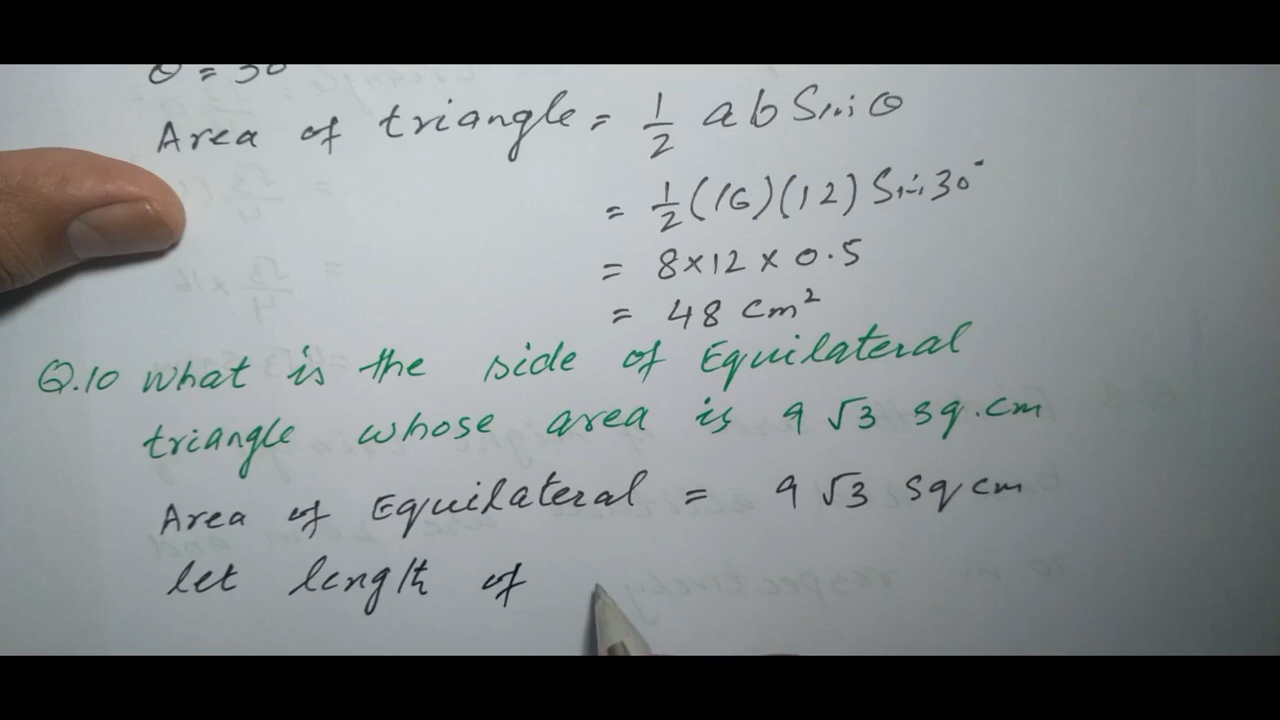 θ = 30
Area of triangle = 1/2 ab Sin θ
= 1/2 (16)(12) Sin 30°
= 8×12 × 0.5
= 48 cm²
Q.10 What is the side of Equilateral
triangle whose area is 9 √3 sq.cm
Area of Equilateral = 9 √3 sq cm
let length of